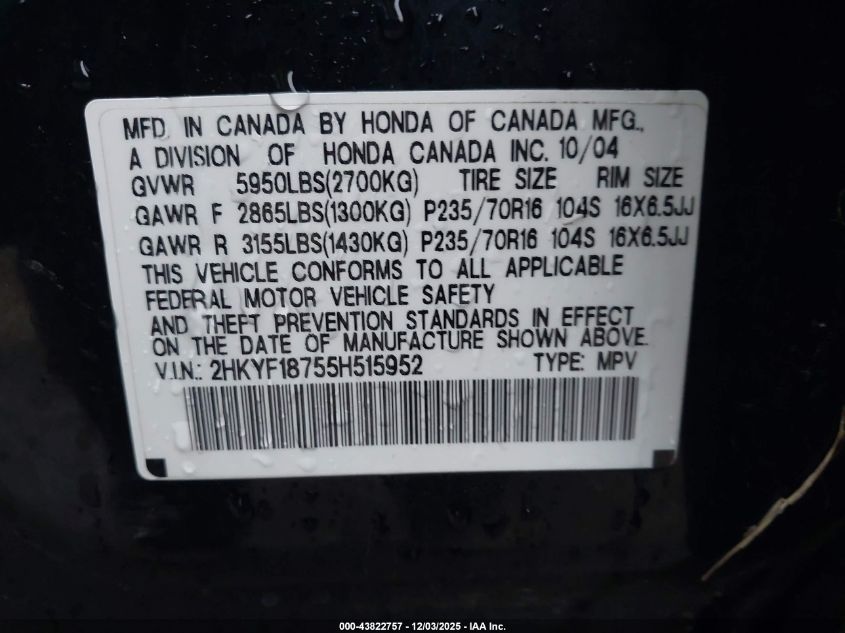 MFD. IN CANADA BY HONDA OF CANADA MFG.,
A DIVISION OF HONDA CANADA INC. 10/04
GVWR 5950LBS(2700KG) TIRE SIZE RIM SIZE
GAWR F 2865LBS(1300KG) P235/70R16 104S 16X6.5JJ
GAWR R 3155LBS(1430KG) P235/70R16 104S 16X6.5JJ
THIS VEHICLE CONFORMS TO ALL APPLICABLE
FEDERAL MOTOR VEHICLE SAFETY
AND THEFT PREVENTION STANDARDS IN EFFECT
ON THE DATE OF MANUFACTURE SHOWN ABOVE.
V.I.N.: 2HKYF18755H515952 TYPE: MPV
000-43822757 - 12/03/2025 - IAA Inc.